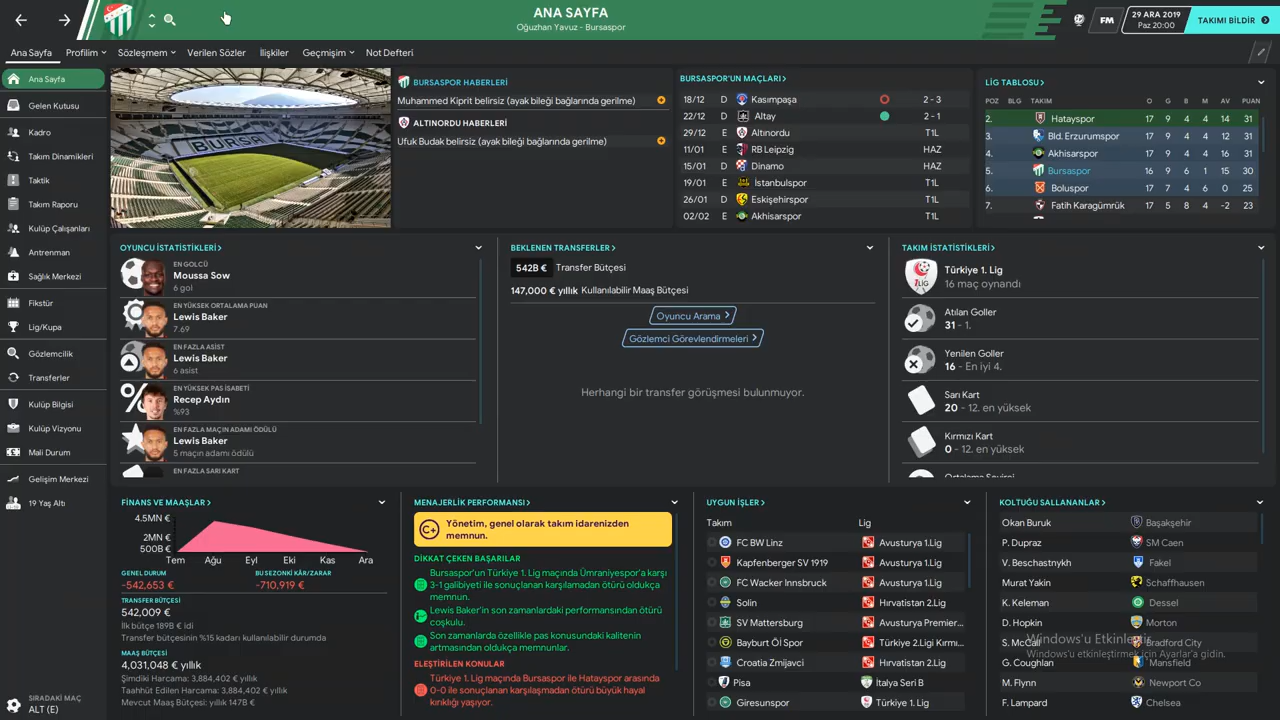 ANA SAYFA
Oğuzhan Yavuz - Bursaspor
FM
29 ARA 2019
Paz 20:00
TAKIMI BİLDİR
Ana Sayfa
Profilim
Sözleşmem
Verilen Sözler
İlişkiler
Geçmişim
Not Defteri
Ana Sayfa
Gelen Kutusu
Kadro
Takım Dinamikleri
Taktik
Takım Raporu
Kulüp Çalışanları
Antrenman
Sağlık Merkezi
Fikstür
Lig/Kupa
Gözlemcilik
Transferler
Kulüp Bilgisi
Kulüp Vizyonu
Mali Durum
Gelişim Merkezi
19 Yaş Altı
SIRADAKİ MAÇ
ALT (E)
BURSASPOR HABERLERİ
Muhammed Kiprit belirsiz (ayak bileği bağlarında gerilme)
ALTINORDU HABERLERİ
Ufuk Budak belirsiz (ayak bileği bağlarında gerilme)
BURSASPOR'UN MAÇLARI
18/12 D Kasımpaşa 2 - 3
22/12 D Altay 2 - 1
29/12 E Altınordu T1L
11/01 E RB Leipzig HAZ
15/01 D Dinamo HAZ
19/01 E İstanbulspor T1L
26/01 D Eskişehirspor T1L
02/02 E Akhisarspor T1L
LİG TABLOSU
POZ BLG TAKIM O G B M AV PUAN
2. Hatayspor 17 9 4 4 14 31
3. Bld. Erzurumspor 17 9 4 4 12 31
4. Akhisarspor 17 9 4 4 16 31
5. Bursaspor 16 9 6 1 15 30
6. Boluspor 17 7 4 6 0 25
7. Fatih Karagümrük 17 5 8 4 -2 23
OYUNCU İSTATİSTİKLERİ
EN GOLCÜ
Moussa Sow
6 gol
EN YÜKSEK ORTALAMA PUAN
Lewis Baker
7.69
EN FAZLA ASİST
Lewis Baker
6 asist
EN YÜKSEK PAS İSABETİ
Recep Aydın
%93
EN FAZLA MAÇIN ADAMI ÖDÜLÜ
Lewis Baker
5 maçın adamı ödülü
EN FAZLA SARI KART
BEKLENEN TRANSFERLER
542B € Transfer Bütçesi
147,000 € yıllık Kullanılabilir Maaş Bütçesi
Oyuncu Arama
Gözlemci Görevlendirmeleri
Herhangi bir transfer görüşmesi bulunmuyor.
TAKIM İSTATİSTİKLERİ
1LİG
Türkiye 1. Lig
16 maç oynandı
Atılan Goller
31 - 1.
Yenilen Goller
16 - En iyi 4.
Sarı Kart
20 - 12. en yüksek
Kırmızı Kart
0 - 12. en yüksek
Ortalama Seyirci
FİNANS VE MAAŞLAR
4.5MN €
2MN €
500B €
Tem Ağu Eyl Eki Kas Ara
GENEL DURUM
-542,653 €
BU SEZONKİ KÂR/ZARAR
-710,919 €
TRANSFER BÜTÇESİ
542,009 €
İlk bütçe 189B € idi
Transfer bütçesinin %15 kadarı kullanılabilir durumda
MAAŞ BÜTÇESİ
4,031,048 € yıllık
Şimdiki Harcama: 3,884,402 € yıllık
Taahhüt Edilen Harcama: 3,884,402 € yıllık
Mevcut Maaş Bütçesi: yıllık 147B €
MENAJERLİK PERFORMANSI
C+
Yönetim, genel olarak takım idarenizden
memnun.
DİKKAT ÇEKEN BAŞARILAR
Bursaspor'un Türkiye 1. Lig maçında Ümraniyespor'a karşı
3-1 galibiyeti ile sonuçlanan karşılamadan ötürü oldukça
memnun.
Lewis Baker'in son zamanlardaki performansından ötürü
coşkulu.
Son zamanlarda özellikle pas konusundaki kalitenin
artmasından oldukça memnunlar.
ELEŞTİRİLEN KONULAR
Türkiye 1. Lig maçında Bursaspor ile Hatayspor arasında
0-0 ile sonuçlanan karşılaşmadan ötürü büyük hayal
kırıklığı yaşıyor.
UYGUN İŞLER
Takım Lig
FC BW Linz Avusturya 1.Lig
Kapfenberger SV 1919 Avusturya 1.Lig
FC Wacker Innsbruck Avusturya 1.Lig
Solin Hırvatistan 2.Lig
SV Mattersburg Avusturya Premier...
Bayburt Öİ Spor Türkiye 2.Ligi Kırmı...
Croatia Zmijavci Hırvatistan 2.Lig
Pisa İtalya Seri B
Giresunspor Türkiye 1. Lig
KOLTUĞU SALLANANLAR
Okan Buruk Başakşehir
P. Dupraz SM Caen
V. Beschastnykh Fakel
Murat Yakin Schaffhausen
K. Keleman Dessel
D. Hopkin Morton
S. McCall Bradford City
G. Coughlan Mansfield
M. Flynn Newport Co
F. Lampard Chelsea
Windows'u Etkinleştir
Windows'u etkinleştirmek için Ayarlar'a gidin.